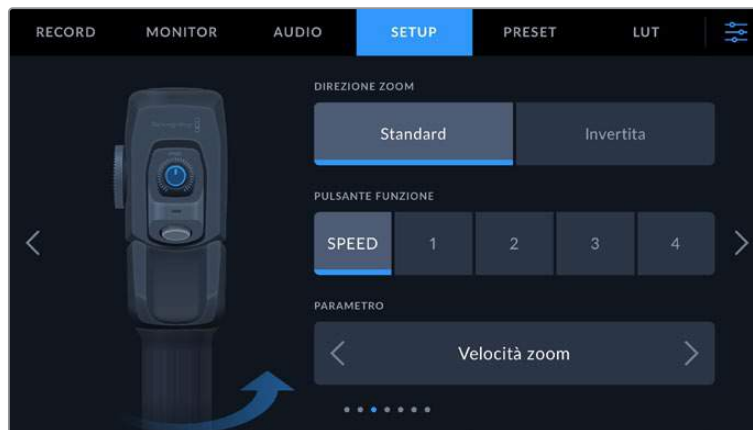 RECORD MONITOR AUDIO SETUP PRESET LUT
DIREZIONE ZOOM
Standard Invertita
PULSANTE FUNZIONE
SPEED 1 2 3 4
PARAMETRO
Velocità zoom